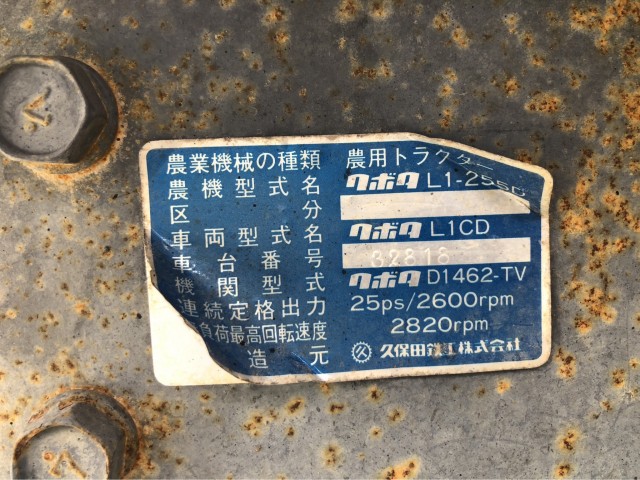 農業機械の種類 農用トラクター
農機型式名 クボタ L1-255D
区分
車両型式名 クボタ L1CD
車台番号 62818
機関型式 クボタ D1462-TV
連続定格出力 25ps/2600rpm
負荷最高回転速度 2820rpm
造元 久保田鉄工株式会社